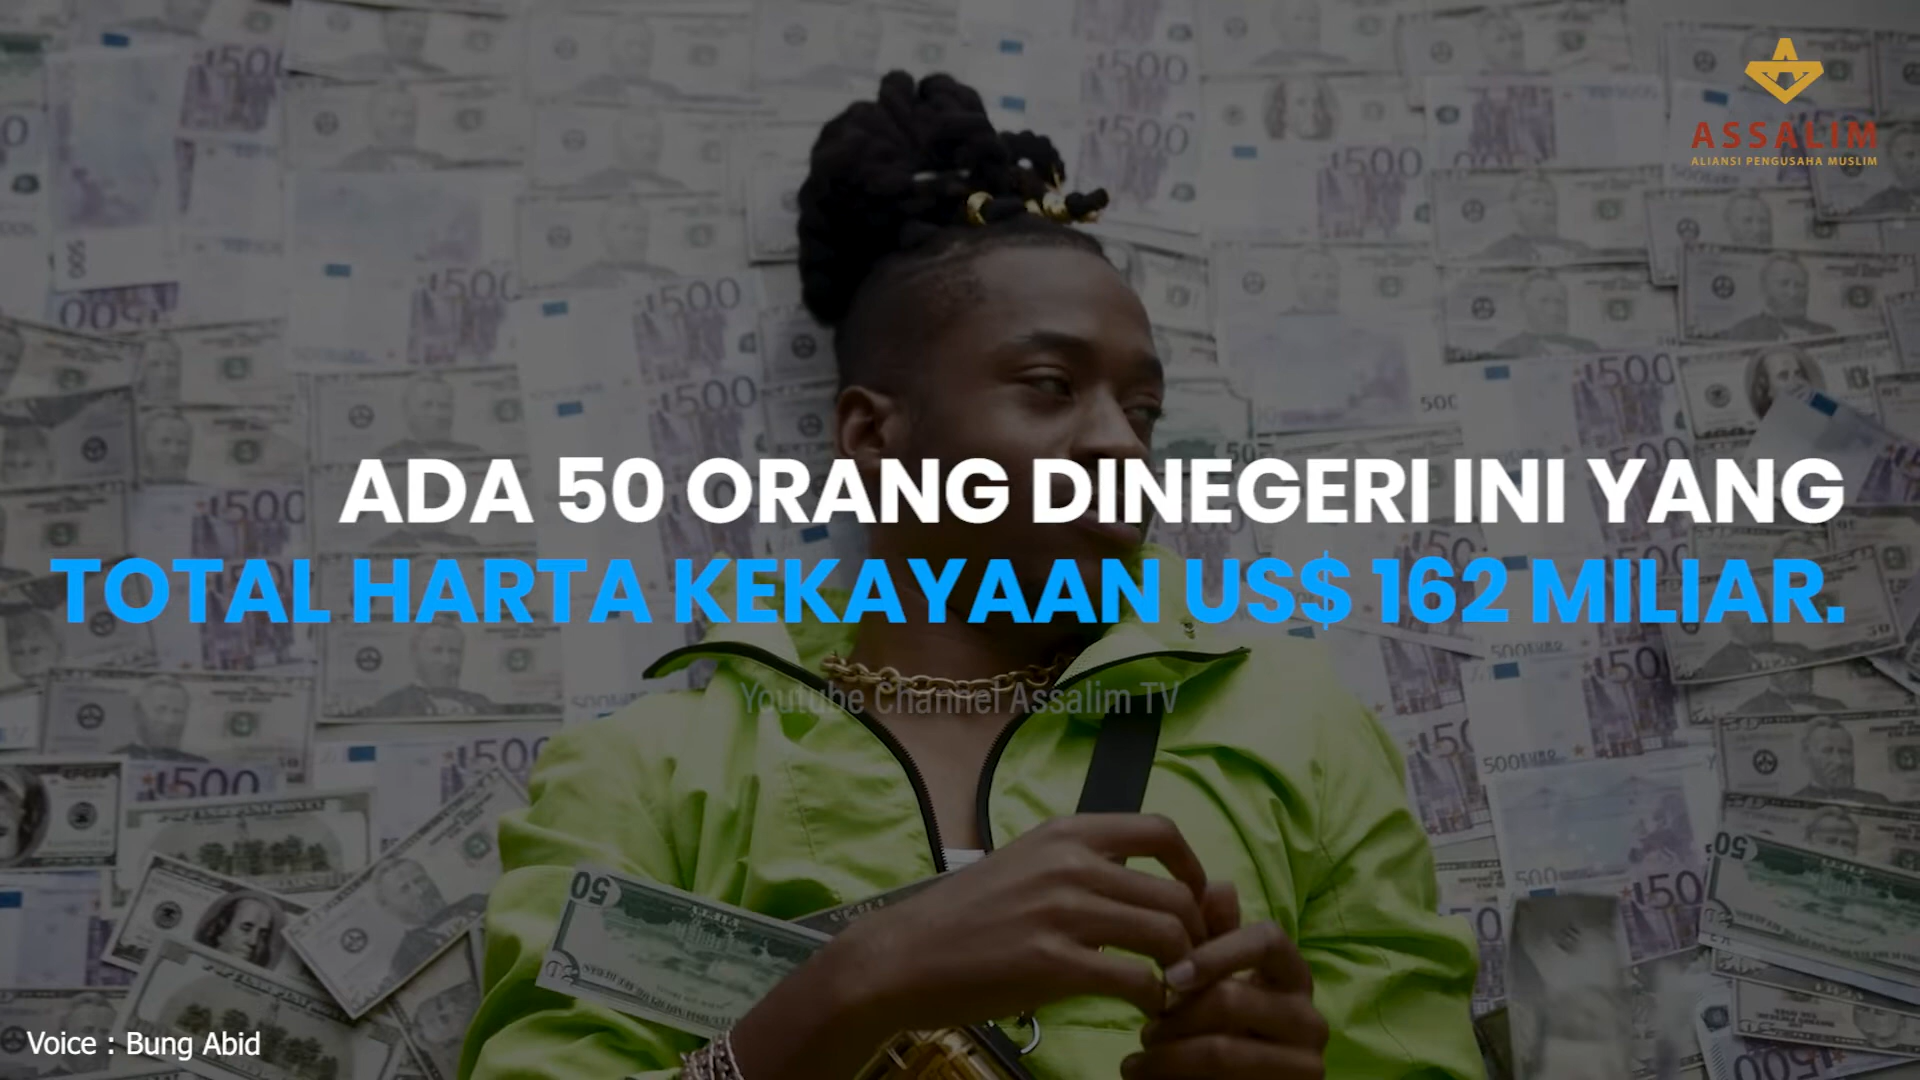 ASSALIM
ALIANSI PENGUSAHA MUSLIM
ADA 50 ORANG DINEGERI INI YANG
TOTAL HARTA KEKAYAAN US$ 162 MILIAR.
Youtube Channel Assalim TV
Voice : Bung Abid